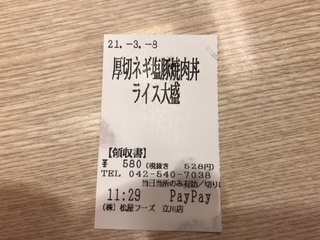 21.-3.-8
厚切ネギ塩豚焼肉丼
ライス大盛
【領収書】
¥ 580 (税抜き 528円)
TEL 042-540-7038
当日当所のみ有効/切り
11:29 PayPay
(株) 松屋フーズ 立川店